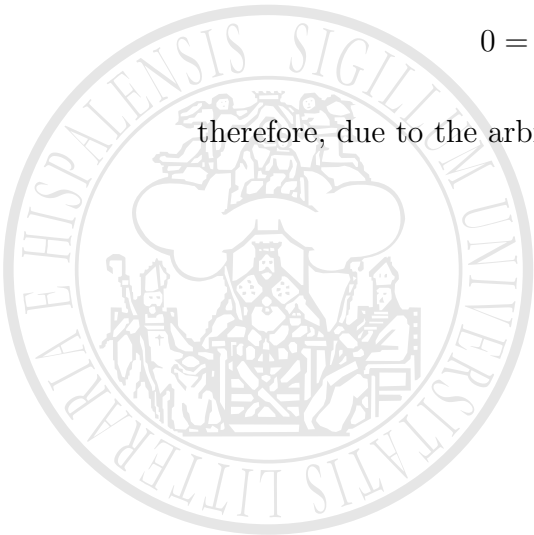 0 =
therefore, due to the arb
SIGILLUM UNIVERSITATIS LITTERARIA E HISPALENSIS